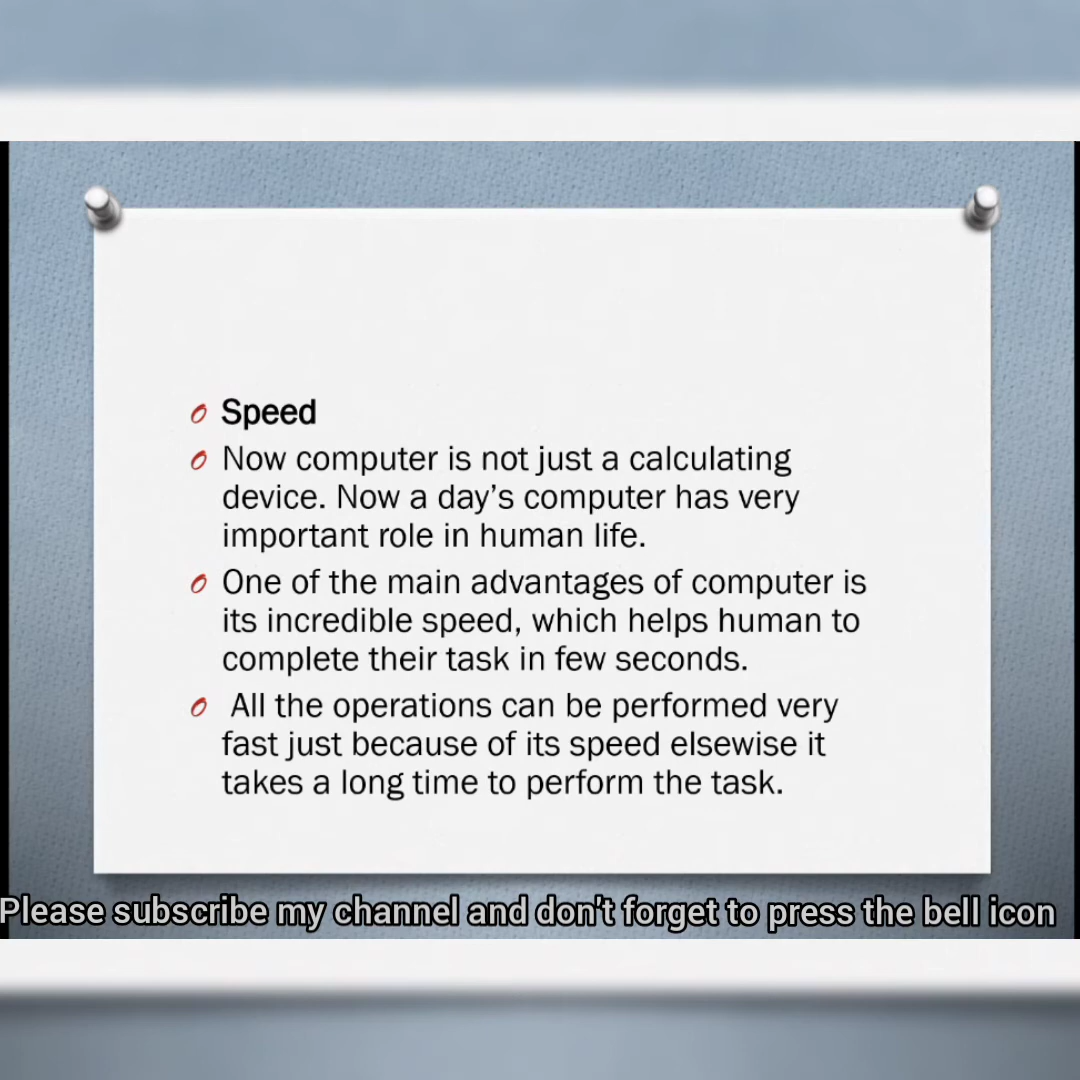 Speed
Now computer is not just a calculating
device. Now a day’s computer has very
important role in human life.
One of the main advantages of computer is
its incredible speed, which helps human to
complete their task in few seconds.
All the operations can be performed very
fast just because of its speed elsewise it
takes a long time to perform the task.
Please subscribe my channel and don't forget to press the bell icon